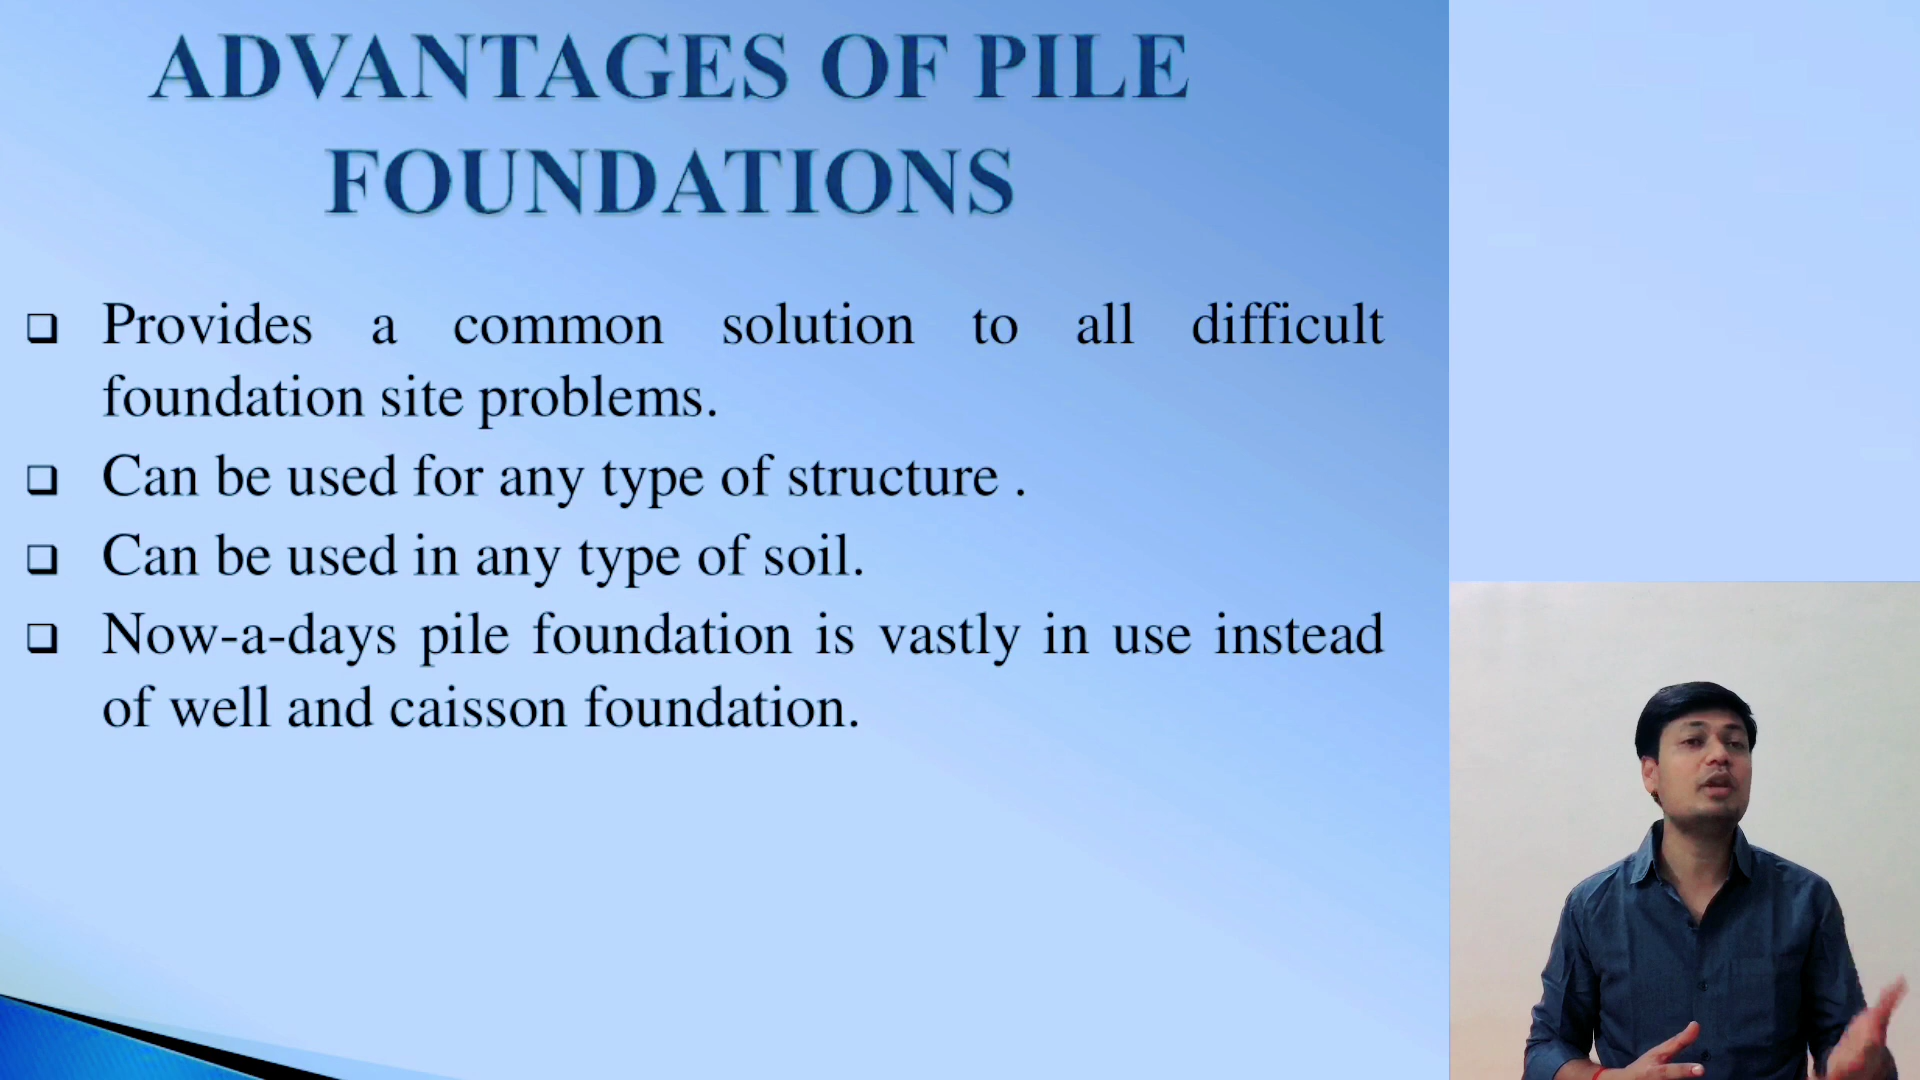 ADVANTAGES OF PILE
FOUNDATIONS
Provides a common solution to all difficult
foundation site problems.
Can be used for any type of structure .
Can be used in any type of soil.
Now-a-days pile foundation is vastly in use instead
of well and caisson foundation.